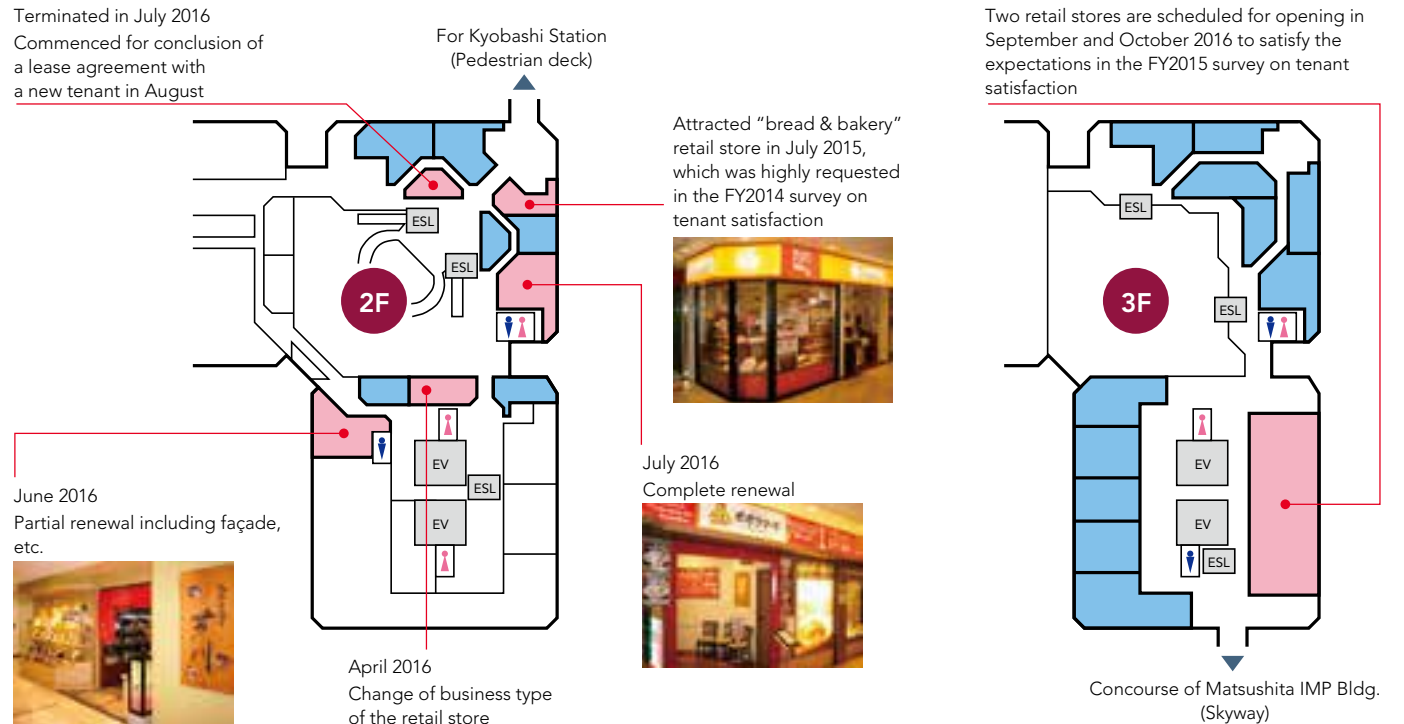 Terminated in July 2016
Commenced for conclusion of
a lease agreement with
a new tenant in August
For Kyobashi Station
(Pedestrian deck)
Two retail stores are scheduled for opening in
September and October 2016 to satisfy the
expectations in the FY2015 survey on tenant
satisfaction
Attracted “bread & bakery”
retail store in July 2015,
which was highly requested
in the FY2014 survey on
tenant satisfaction
ESL
ESL
2F
ESL
ESL
3F
EV
ESL
EV
EV
EV
ESL
July 2016
Complete renewal
June 2016
Partial renewal including façade,
etc.
April 2016
Change of business type
of the retail store
Concourse of Matsushita IMP Bldg.
(Skyway)